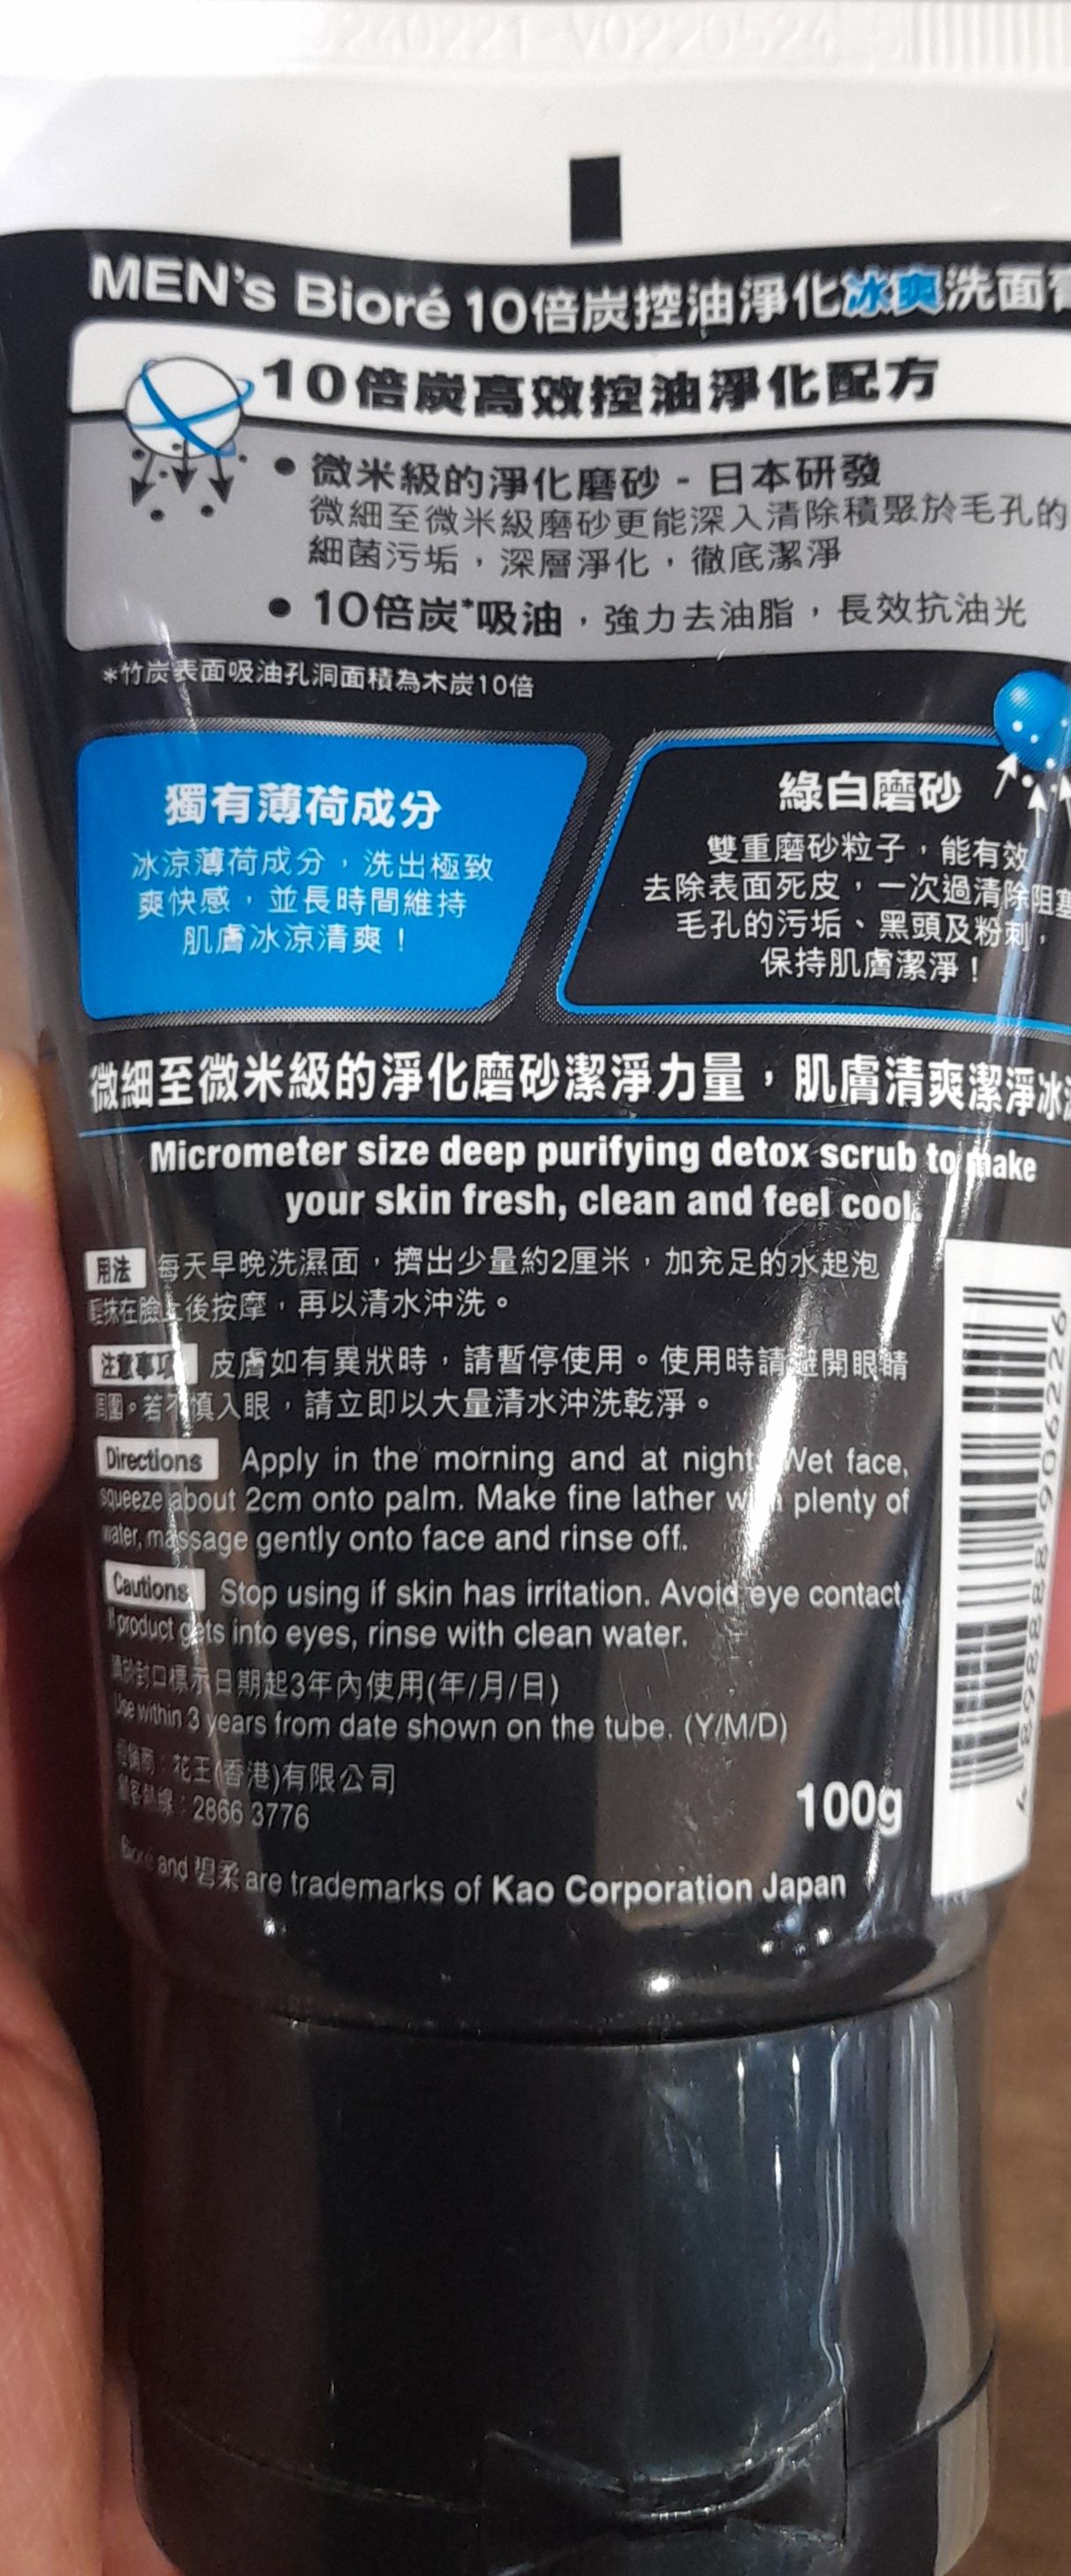 20240221-V0220524
MEN's Bioré 10倍炭控油淨化冰爽洗面
10倍炭高效控油淨化配方
● 微米級的淨化磨砂 - 日本研發
微細至微米級磨砂更能深入清除積聚於毛孔的
細菌污垢，深層淨化，徹底潔淨
● 10倍炭*吸油，強力去油脂，長效抗油光
*竹炭表面吸油孔洞面積為木炭10倍
獨有薄荷成分
冰涼薄荷成分，洗出極致
爽快感，並長時間維持
肌膚冰涼清爽！
綠白磨砂
雙重磨砂粒子，能有效
去除表面死皮，一次過清除阻塞
毛孔的污垢、黑頭及粉刺，
保持肌膚潔淨！
微細至微米級的淨化磨砂潔淨力量，肌膚清爽潔淨冰
Micrometer size deep purifying detox scrub to make
your skin fresh, clean and feel cool.
用法 每天早晚洗濕面，擠出少量約2厘米，加充足的水起泡
輕抹在臉上後按摩，再以清水沖洗。
注意事項 皮膚如有異狀時，請暫停使用。使用時請避開眼睛
周圍。若不慎入眼，請立即以大量清水沖洗乾淨。
Directions Apply in the morning and at night. Wet face,
squeeze about 2cm onto palm. Make fine lather with plenty of
water, massage gently onto face and rinse off.
Cautions Stop using if skin has irritation. Avoid eye contact.
If product gets into eyes, rinse with clean water.
請於封口標示日期起3年內使用(年/月/日)
Use within 3 years from date shown on the tube. (Y/M/D)
經銷商：花王(香港)有限公司
顧客熱線：2866 3776
100g
Bioré and 碧柔 are trademarks of Kao Corporation Japan